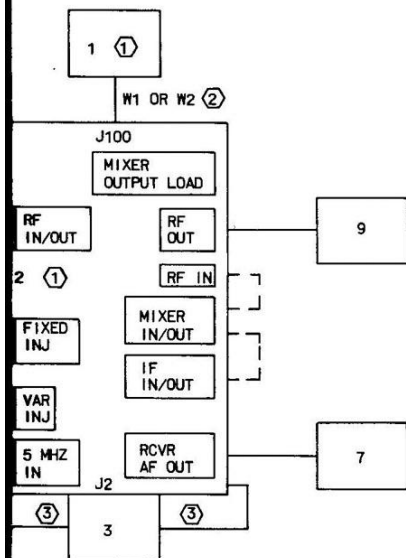 1 ①
W1 OR W2 ②
J100
MIXER
OUTPUT LOAD
RF
IN/OUT
RF
OUT
9
2 ①
RF IN
FIXED
INJ
MIXER
IN/OUT
IF
IN/OUT
VAR
INJ
5 MHZ
IN
RCVR
AF OUT
7
J2
③
3
③